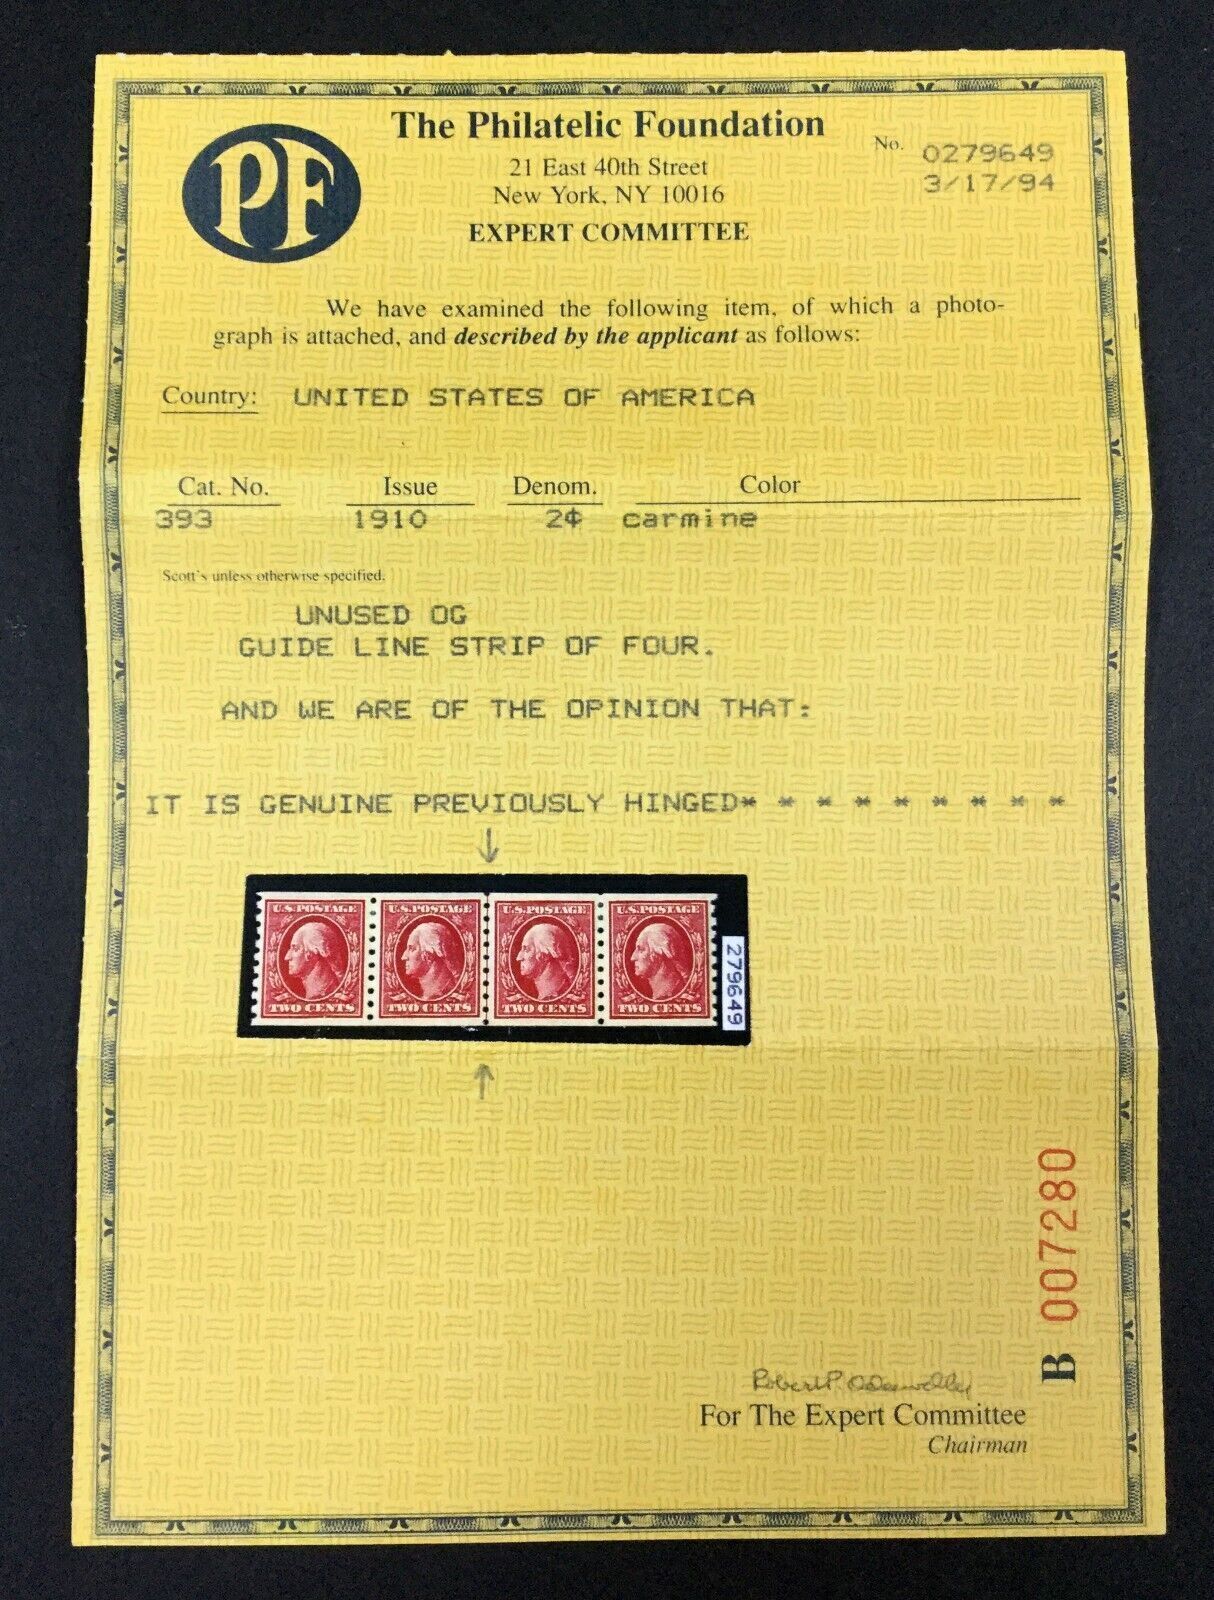 PF
The Philatelic Foundation
21 East 40th Street
New York, NY 10016
EXPERT COMMITTEE
No. 0279649
3/17/94
We have examined the following item, of which a photo-
graph is attached, and described by the applicant as follows:
Country: UNITED STATES OF AMERICA
Cat. No. Issue Denom. Color
393 1910 2¢ carmine
Scott's unless otherwise specified.
UNUSED OG
GUIDE LINE STRIP OF FOUR.
AND WE ARE OF THE OPINION THAT:
IT IS GENUINE PREVIOUSLY HINGED* * * * * * * * *
U.S. POSTAGE U.S. POSTAGE U.S. POSTAGE U.S. POSTAGE
TWO CENTS TWO CENTS TWO CENTS TWO CENTS
279649
B 007280
For The Expert Committee
Chairman